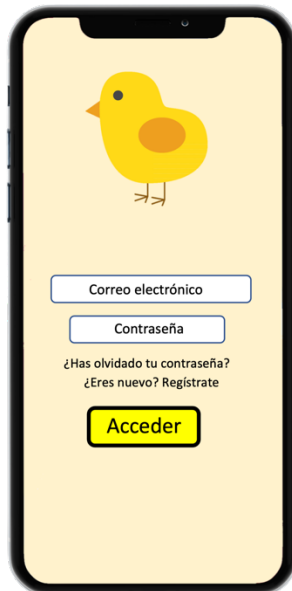 Correo electrónico
Contraseña
¿Has olvidado tu contraseña?
¿Eres nuevo? Regístrate
Acceder